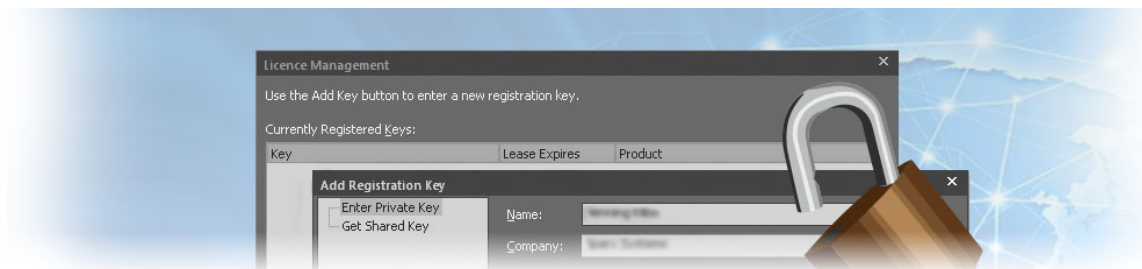 Licence Management
Use the Add Key button to enter a new registration key.
Currently Registered Keys:
Key Lease Expires Product
Add Registration Key
Enter Private Key
Get Shared Key
Name:
Company: